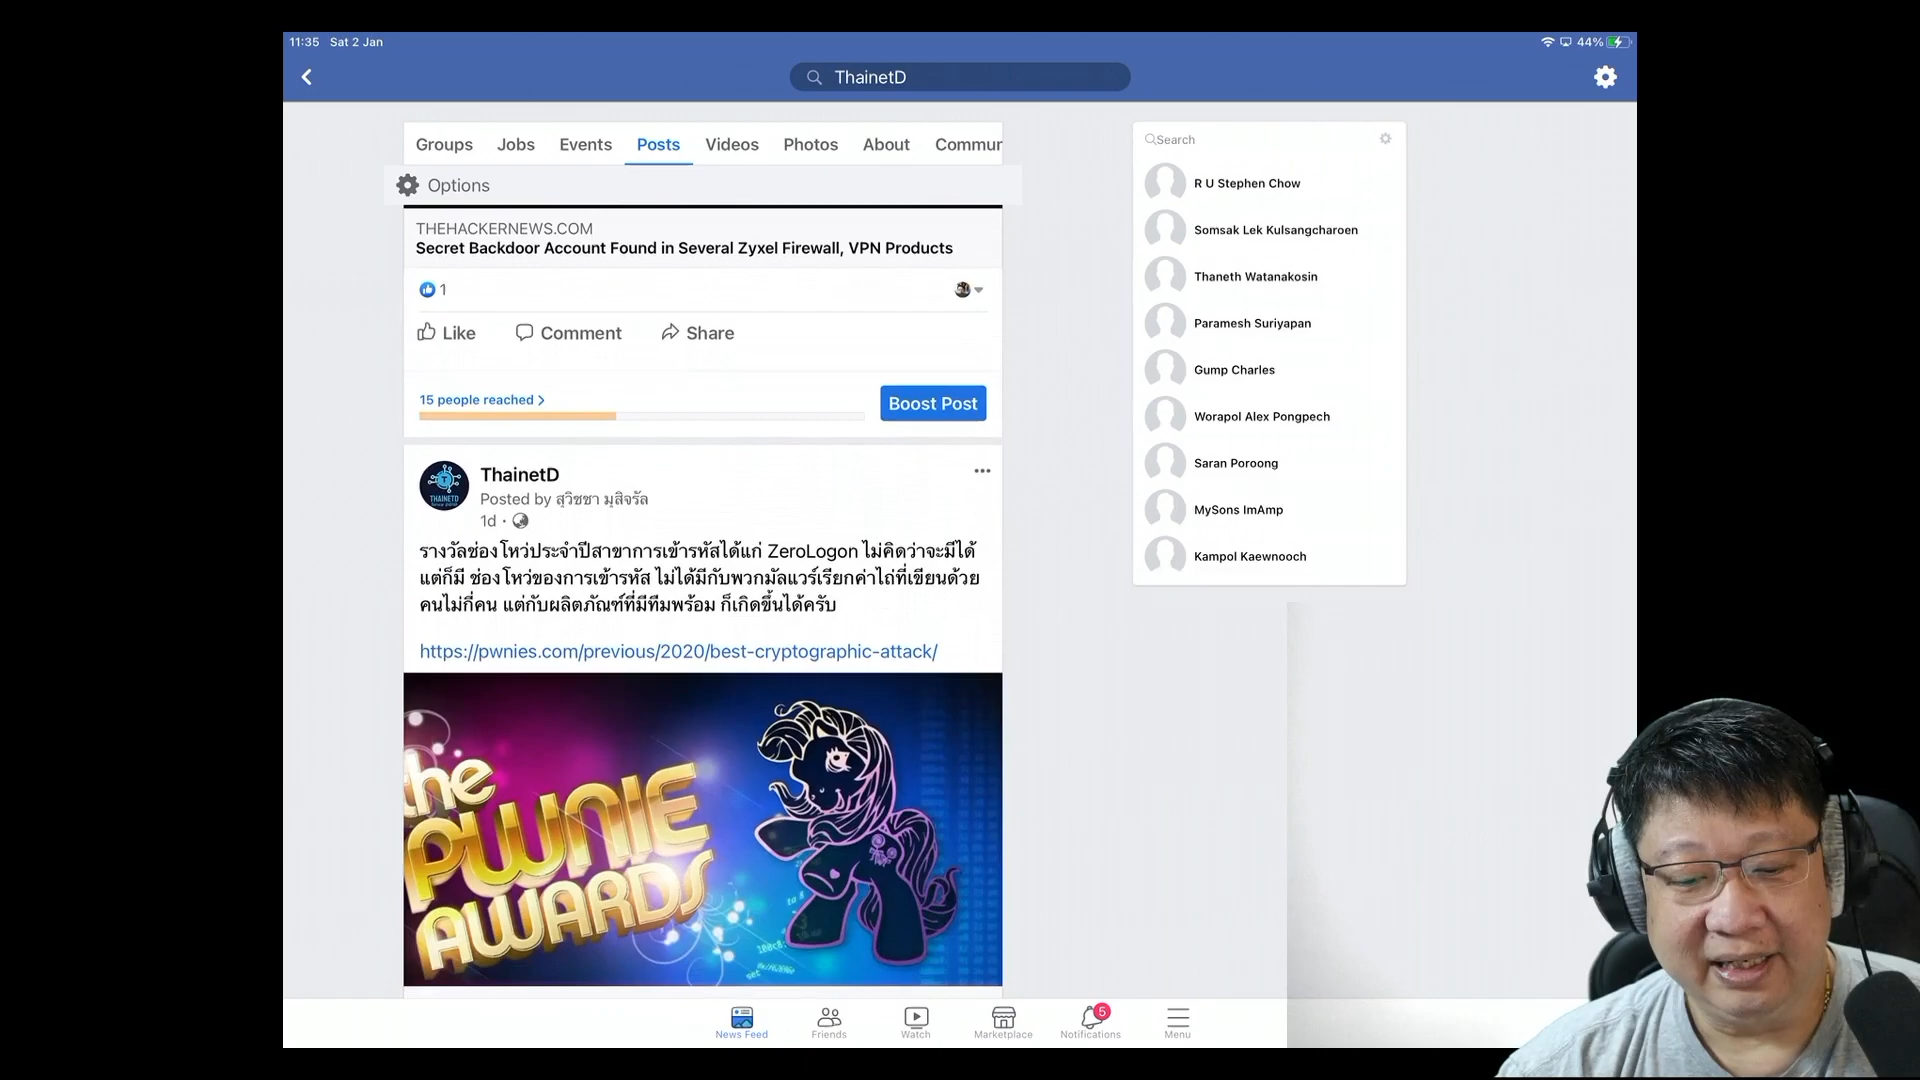 11:35 Sat 2 Jan
44%
ThainetD
Groups Jobs Events Posts Videos Photos About Commur
Options
THEHACKERNEWS.COM
Secret Backdoor Account Found in Several Zyxel Firewall, VPN Products
1
Like Comment Share
15 people reached
Boost Post
ThainetD
Posted by สุวิชชา มุสิจรัล
1d
รางวัลช่องโหว่ประจำปีสาขาการเข้ารหัสได้แก่ ZeroLogon ไม่คิดว่าจะมีได้
แต่ก็มี ช่องโหว่ของการเข้ารหัส ไม่ได้มีกับพวกมัลแวร์เรียกค่าไถ่ที่เขียนด้วย
คนไม่กี่คน แต่กับผลิตภัณฑ์ที่มีทีมพร้อม ก็เกิดขึ้นได้ครับ
https://pwnies.com/previous/2020/best-cryptographic-attack/
the
PWNIE
AWARDS
Search
R U Stephen Chow
Somsak Lek Kulsangcharoen
Thaneth Watanakosin
Paramesh Suriyapan
Gump Charles
Worapol Alex Pongpech
Saran Poroong
MySons ImAmp
Kampol Kaewnooch
5
News Feed Friends Watch Marketplace Notifications Menu